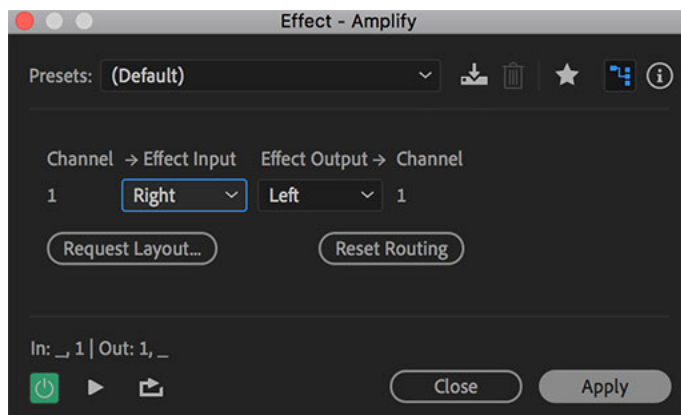 Effect - Amplify
Presets: (Default)
Channel → Effect Input Effect Output → Channel
1 Right Left 1
Request Layout... Reset Routing
In: _, 1 | Out: 1, _
Close Apply